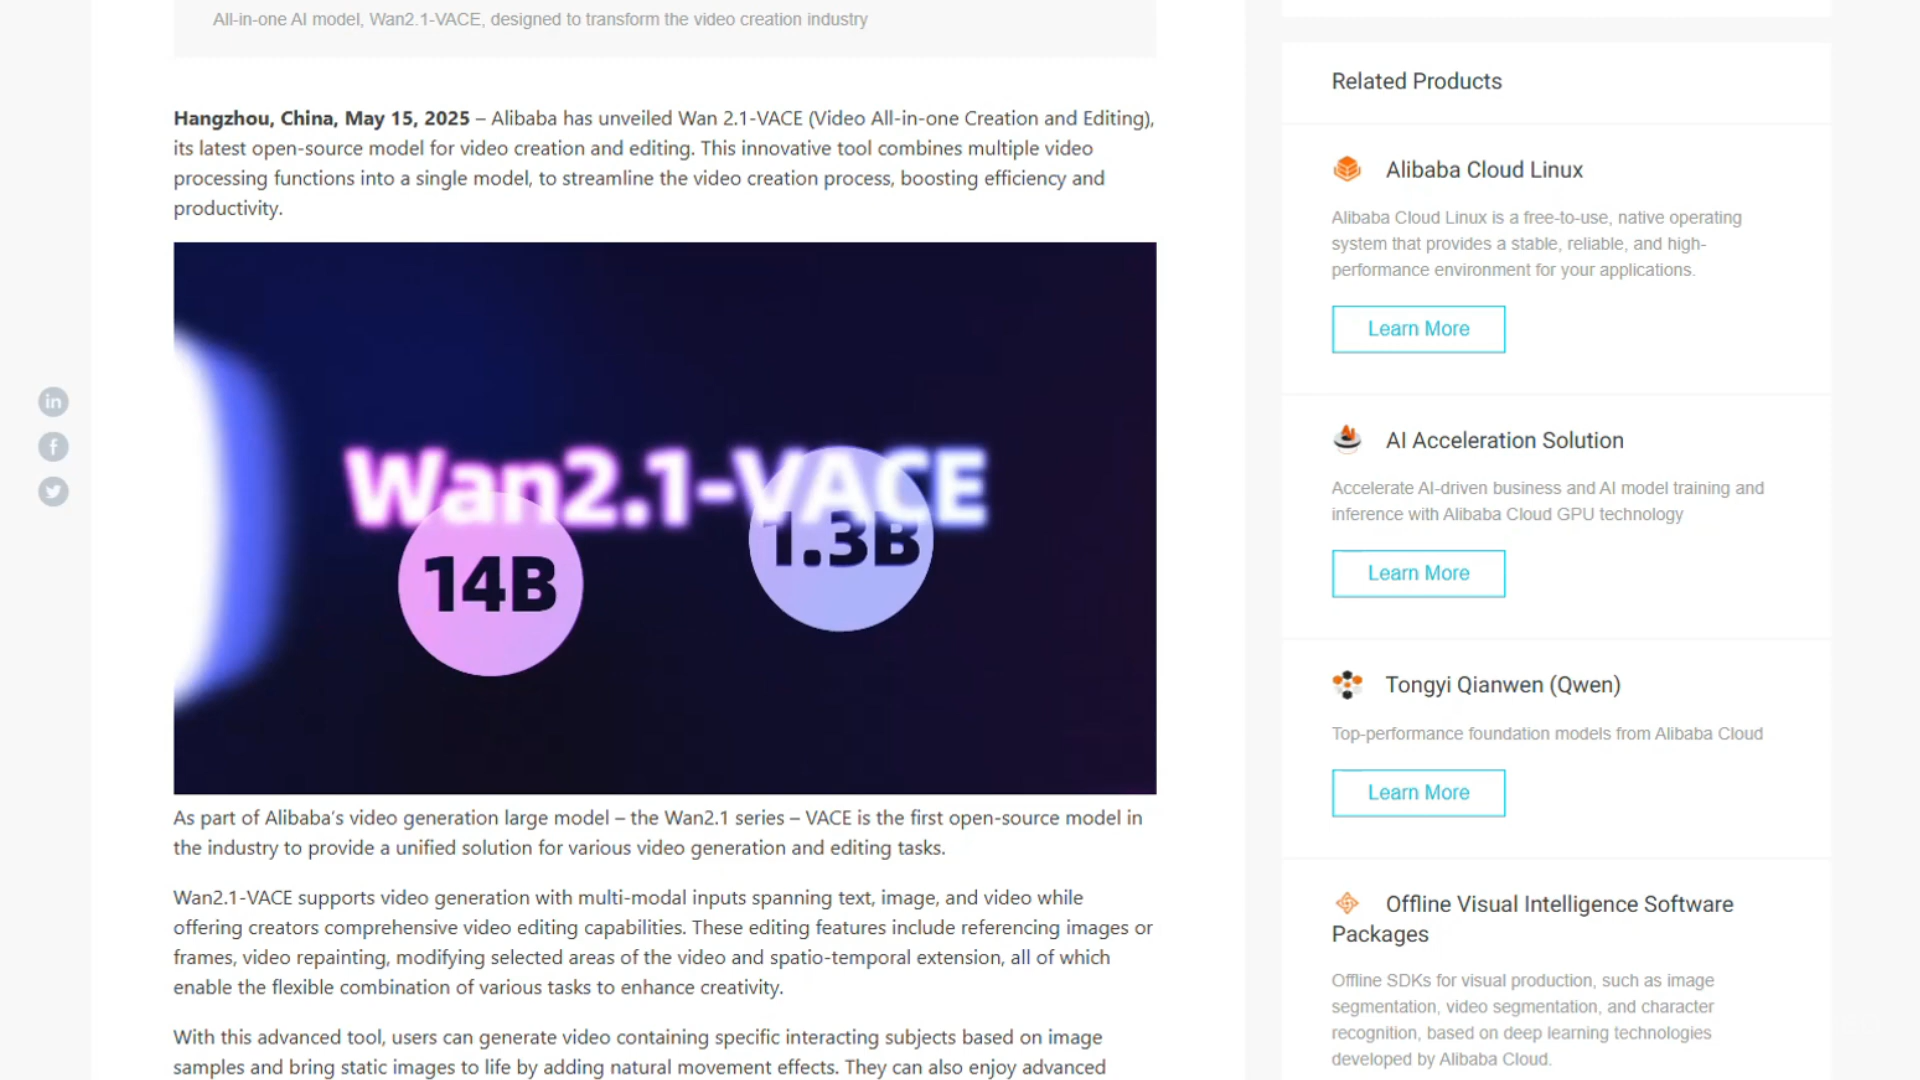 All-in-one AI model, Wan2.1-VACE, designed to transform the video creation industry
Hangzhou, China, May 15, 2025 – Alibaba has unveiled Wan 2.1-VACE (Video All-in-one Creation and Editing),
its latest open-source model for video creation and editing. This innovative tool combines multiple video
processing functions into a single model, to streamline the video creation process, boosting efficiency and
productivity.
Wan2.1-VACE
14B
1.3B
As part of Alibaba’s video generation large model – the Wan2.1 series – VACE is the first open-source model in
the industry to provide a unified solution for various video generation and editing tasks.
Wan2.1-VACE supports video generation with multi-modal inputs spanning text, image, and video while
offering creators comprehensive video editing capabilities. These editing features include referencing images or
frames, video repainting, modifying selected areas of the video and spatio-temporal extension, all of which
enable the flexible combination of various tasks to enhance creativity.
With this advanced tool, users can generate video containing specific interacting subjects based on image
samples and bring static images to life by adding natural movement effects. They can also enjoy advanced
Related Products
Alibaba Cloud Linux
Alibaba Cloud Linux is a free-to-use, native operating
system that provides a stable, reliable, and high-
performance environment for your applications.
Learn More
AI Acceleration Solution
Accelerate AI-driven business and AI model training and
inference with Alibaba Cloud GPU technology
Learn More
Tongyi Qianwen (Qwen)
Top-performance foundation models from Alibaba Cloud
Learn More
Offline Visual Intelligence Software
Packages
Offline SDKs for visual production, such as image
segmentation, video segmentation, and character
recognition, based on deep learning technologies
developed by Alibaba Cloud.